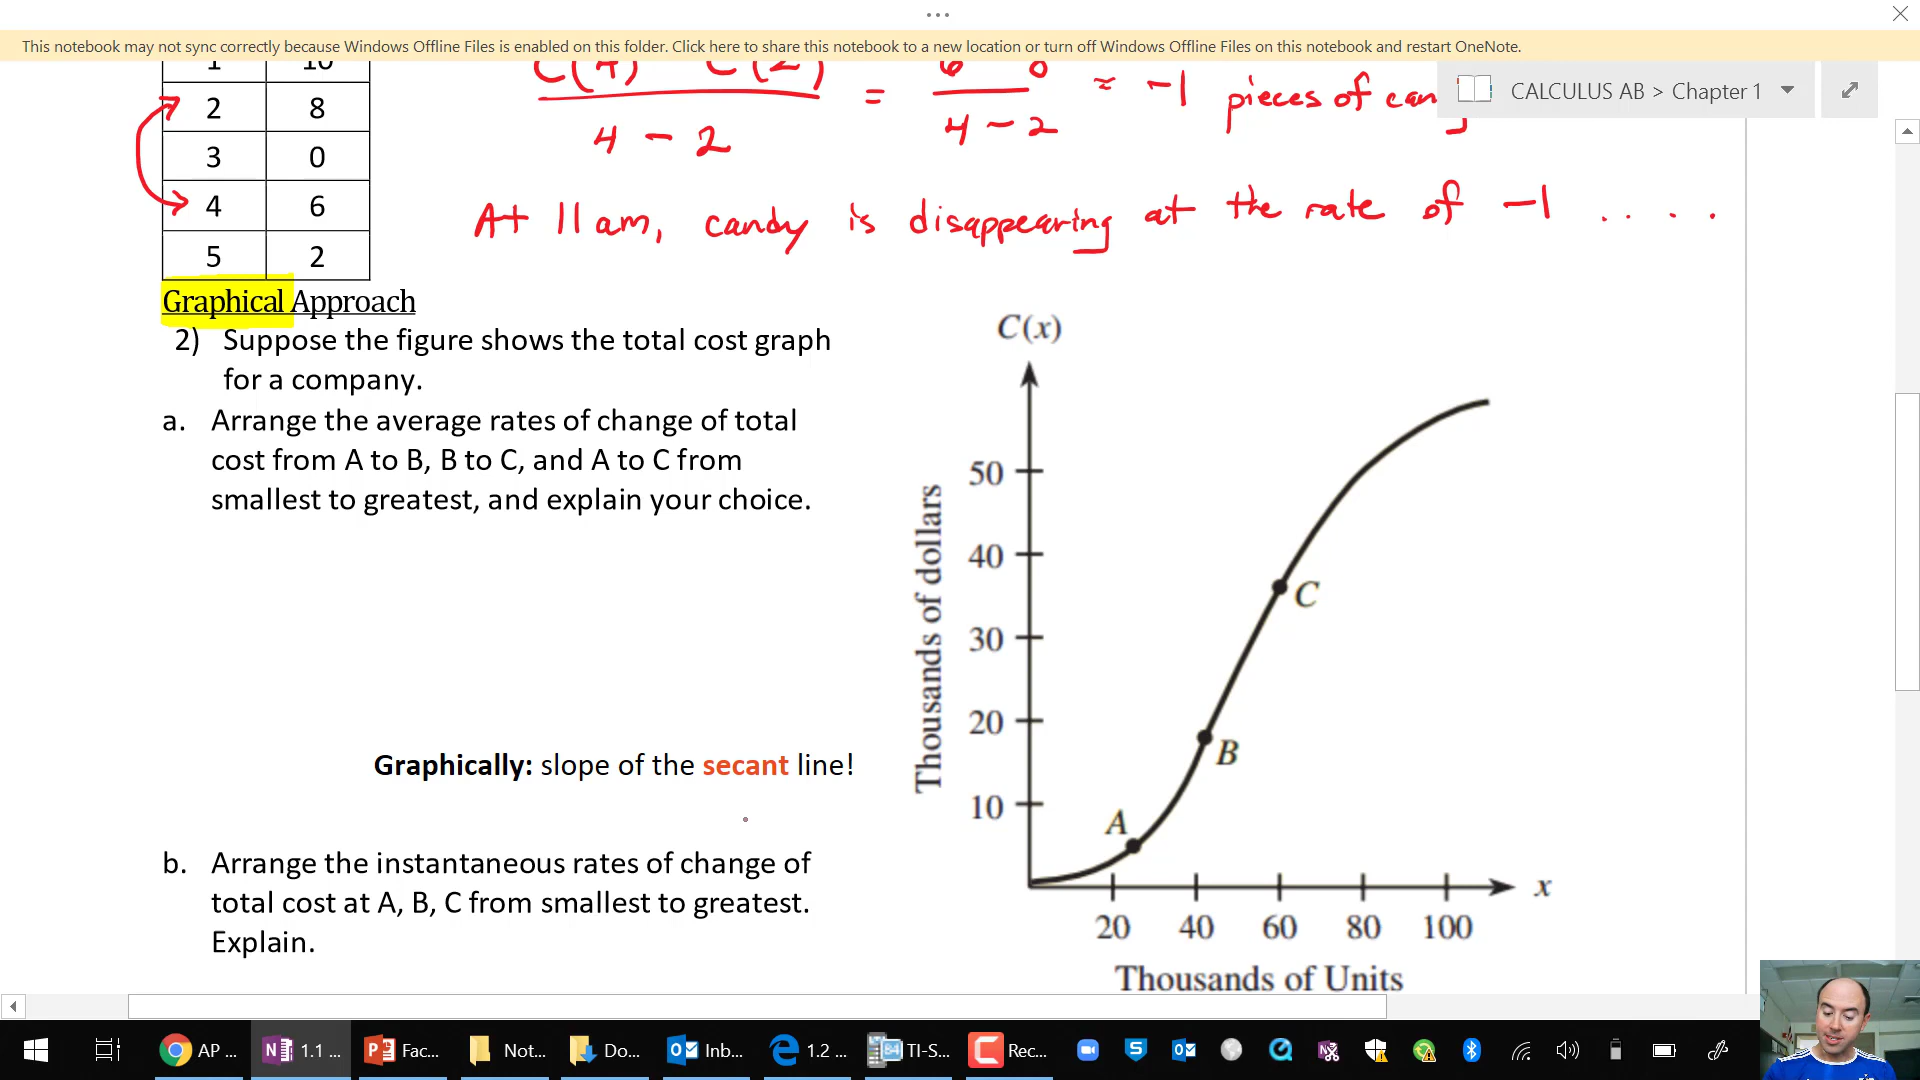 This notebook may not sync correctly because Windows Offline Files is enabled on this folder. Click here to share this notebook to a new location or turn off Windows Offline Files on this notebook and restart OneNote.
CALCULUS AB > Chapter 1
1 10
2 8
3 0
4 6
5 2
C(4) - C(2) / 4 - 2 = 6 8 / 4 - 2 ≈ -1 pieces of
At 11am, candy is disappearing at the rate of -1 .....
Graphical Approach
2) Suppose the figure shows the total cost graph
for a company.
a. Arrange the average rates of change of total
cost from A to B, B to C, and A to C from
smallest to greatest, and explain your choice.
Graphically: slope of the secant line!
b. Arrange the instantaneous rates of change of
total cost at A, B, C from smallest to greatest.
Explain.
C(x)
Thousands of dollars
50
40
30
20
10
A
B
C
x
20 40 60 80 100
Thousands of Units
AP ... 1.1 ... Fac... Not... Do... Inb... 1.2 ... TI-S... Rec...